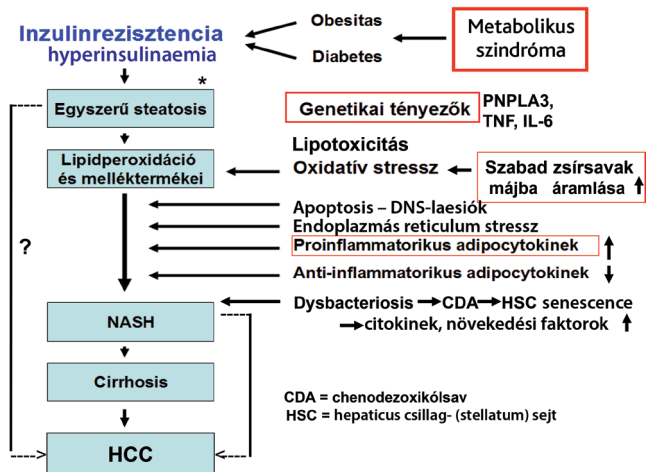 Inzulinrezisztencia
hyperinsulinaemia
Obesitas
Diabetes
Metabolikus
szindróma
*
Egyszerű steatosis
Genetikai tényezők
PNPLA3,
TNF, IL-6
Lipidperoxidáció
és melléktermékei
Lipotoxicitás
Oxidatív stressz
Szabad zsírsavak
májba áramlása
Apoptosis – DNS-laesiók
Endoplazmás reticulum stressz
Proinflammatorikus adipocytokinek
Anti-inflammatorikus adipocytokinek
?
NASH
Dysbacteriosis CDA HSC senescence
citokinek, növekedési faktorok
Cirrhosis
CDA = chenodezoxikólsav
HSC = hepaticus csillag- (stellatum) sejt
HCC